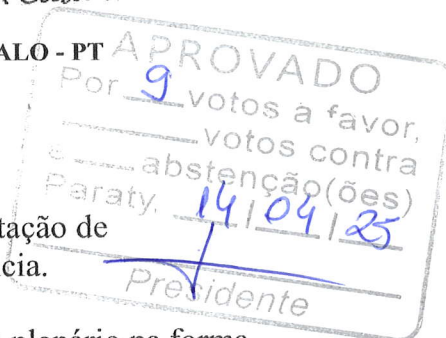 ALO - PT
APROVADO
Por 9 votos a favor,
votos contra
e abstenção(ões)
Paraty, 14 / 04 / 25
tação de
cia.
Presidente
plenário na forma